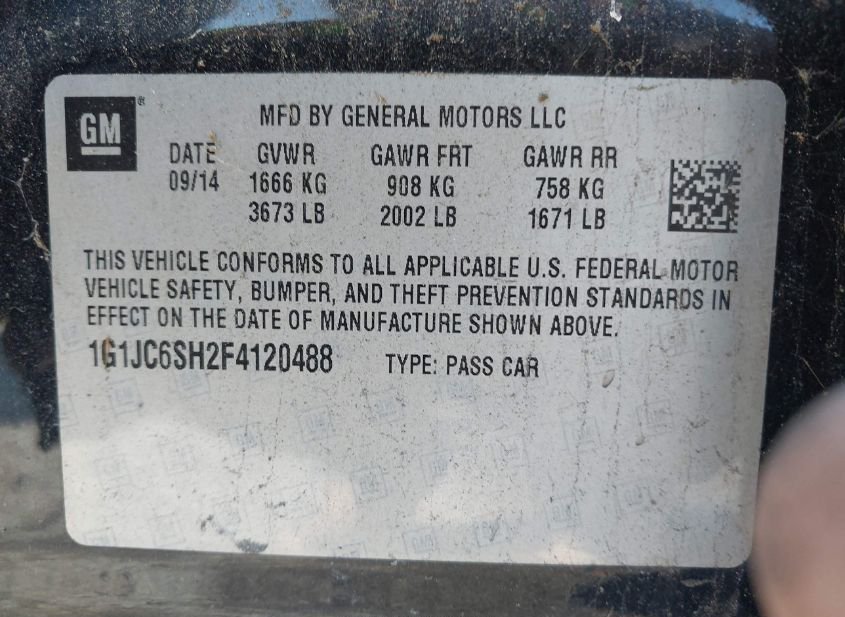 GM®
MFD BY GENERAL MOTORS LLC
DATE GVWR GAWR FRT GAWR RR
09/14 1666 KG 908 KG 758 KG
3673 LB 2002 LB 1671 LB
THIS VEHICLE CONFORMS TO ALL APPLICABLE U.S. FEDERAL MOTOR
VEHICLE SAFETY, BUMPER, AND THEFT PREVENTION STANDARDS IN
EFFECT ON THE DATE OF MANUFACTURE SHOWN ABOVE.
1G1JC6SH2F4120488 TYPE: PASS CAR